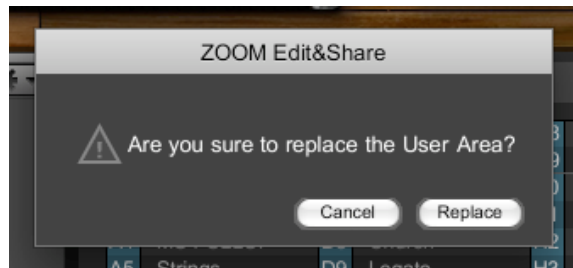 ZOOM Edit&Share
Are you sure to replace the User Area?
Cancel Replace
A5 Strings D9 Legato H3